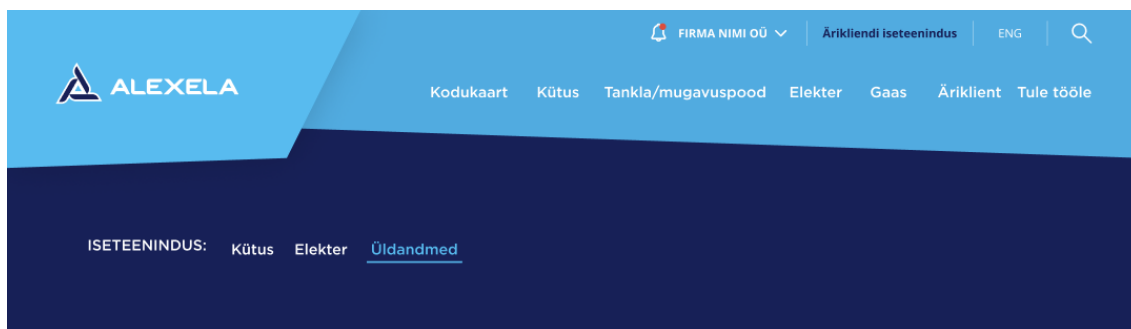 FIRMA NIMI OÜ Ärikliendi iseteenindus ENG
ALEXELA
Kodukaart Kütus Tankla/mugavuspood Elekter Gaas Äriklient Tule tööle
ISETEENINDUS: Kütus Elekter Üldandmed